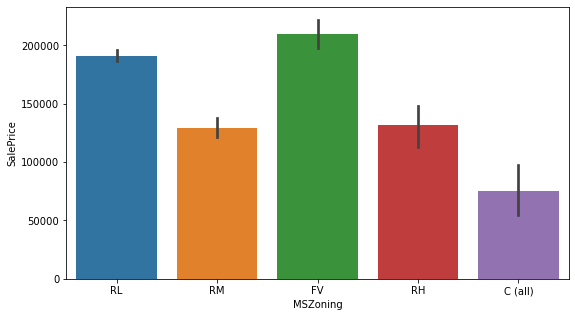 200000
150000
100000
50000
0
SalePrice
RL RM FV RH C (all)
MSZoning